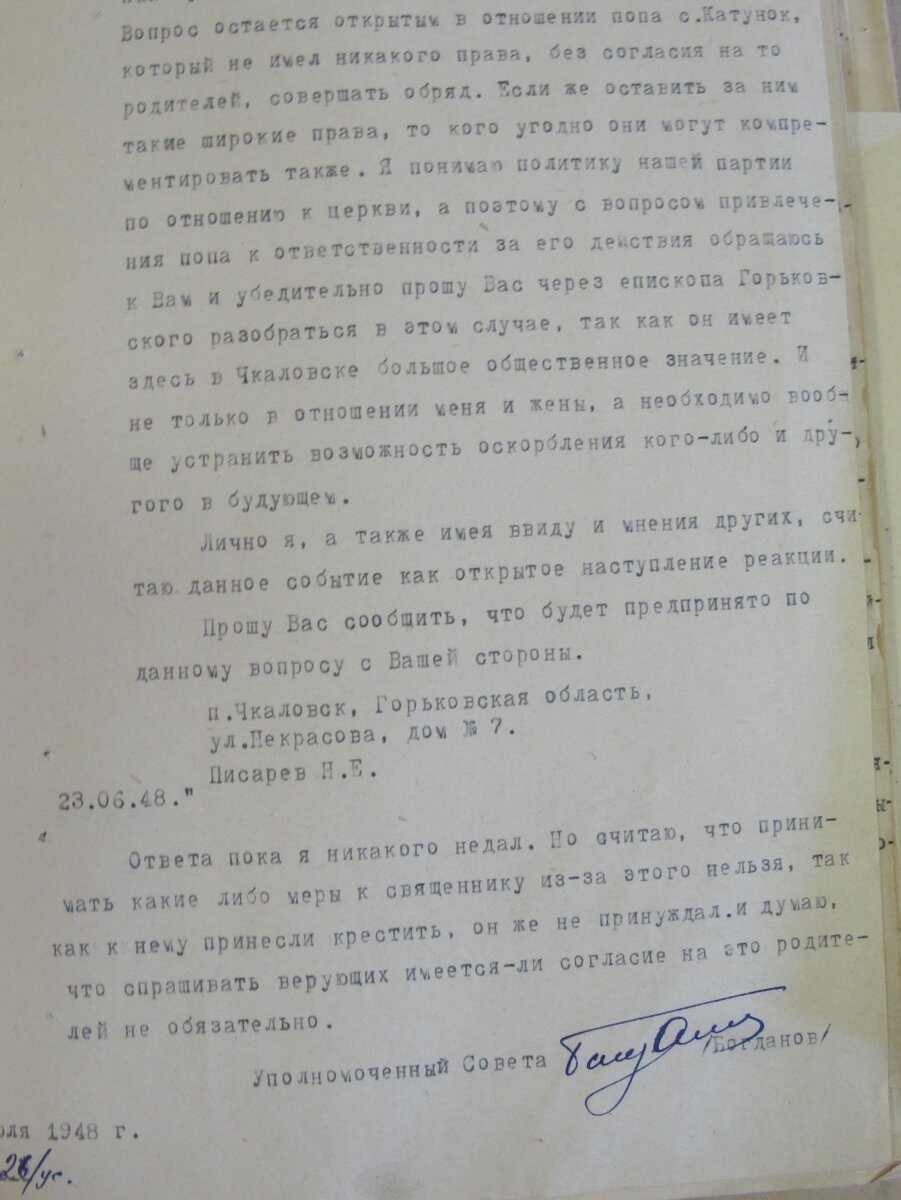 Вопрос остается открытым в отношении попа с.Катунок,
который не имел никакого права, без согласия на то
родителей, совершать обряд. Если же оставить за ним
такие широкие права, то кого угодно они могут компре-
ментировать также. Я понимаю политику нашей партии
по отношению к церкви, а поэтому с вопросом привлече-
ния попа к ответственности за его действия обращаюсь
к Вам и убедительно прошу Вас через епископа Горьков-
ского разобраться в этом случае, так как он имеет
здесь в Чкаловске большое общественное значение. И
не только в отношении меня и жены, а необходимо вооб-
ще устранить возможность оскорбления кого-либо и дру-
гого в будующем.
Лично я, а также имея ввиду и мнения других, счи-
таю данное событие как открытое наступление реакции.
Прошу Вас сообщить, что будет предпринято по
данному вопросу с Вашей стороны.
п.Чкаловск, Горьковская область,
ул.Некрасова, дом № 7.
Писарев Н.Е.
23.06.48."
Ответа пока я никакого недал. Но считаю, что прини-
мать какие либо меры к священнику из-за этого нельзя, так
как к нему принесли крестить, он же не принуждал.и думаю,
что спрашивать верующих имеется-ли согласие на это родите-
лей не обязательно.
Уполномоченный Совета /Богданов/
юля 1948 г.
26/ус.